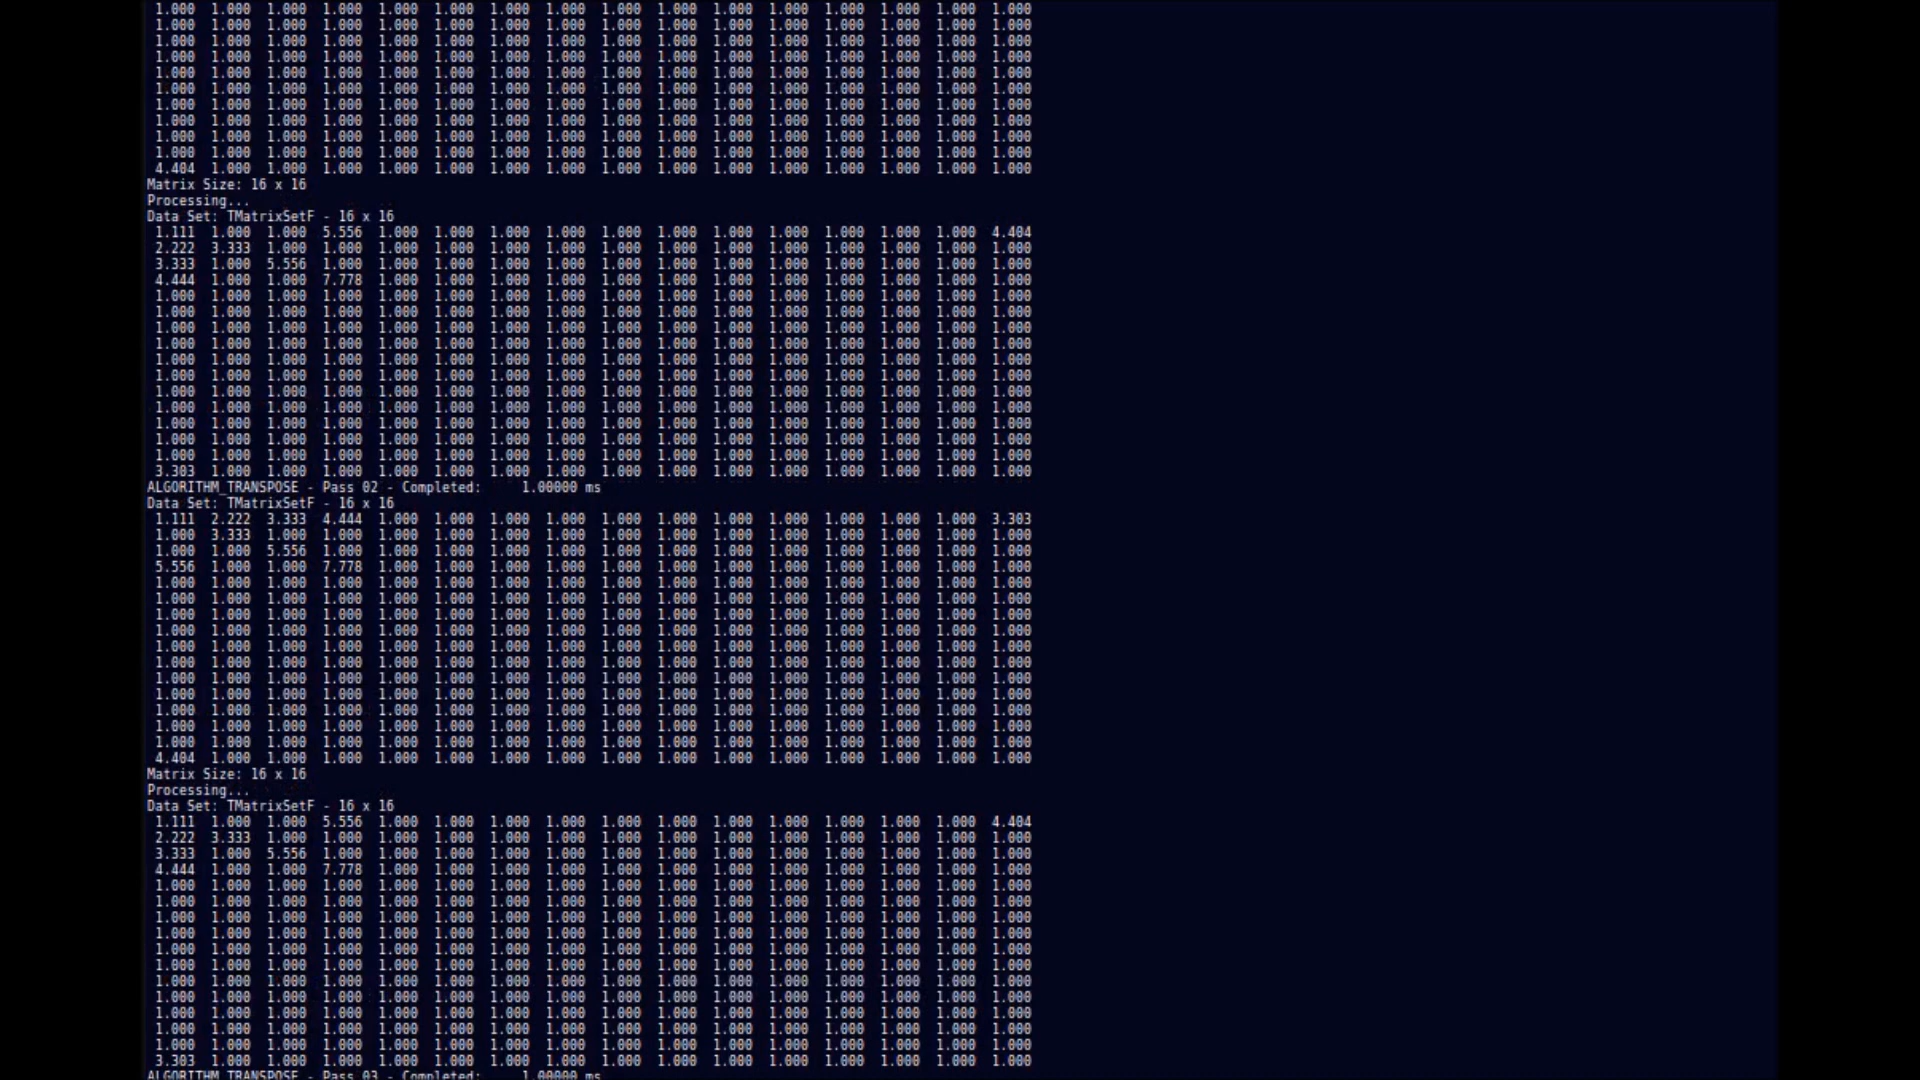 1.000 1.000 1.000 1.000 1.000 1.000 1.000 1.000 1.000 1.000 1.000 1.000 1.000 1.000 1.000 1.000
1.000 1.000 1.000 1.000 1.000 1.000 1.000 1.000 1.000 1.000 1.000 1.000 1.000 1.000 1.000 1.000
1.000 1.000 1.000 1.000 1.000 1.000 1.000 1.000 1.000 1.000 1.000 1.000 1.000 1.000 1.000 1.000
1.000 1.000 1.000 1.000 1.000 1.000 1.000 1.000 1.000 1.000 1.000 1.000 1.000 1.000 1.000 1.000
1.000 1.000 1.000 1.000 1.000 1.000 1.000 1.000 1.000 1.000 1.000 1.000 1.000 1.000 1.000 1.000
1.000 1.000 1.000 1.000 1.000 1.000 1.000 1.000 1.000 1.000 1.000 1.000 1.000 1.000 1.000 1.000
1.000 1.000 1.000 1.000 1.000 1.000 1.000 1.000 1.000 1.000 1.000 1.000 1.000 1.000 1.000 1.000
1.000 1.000 1.000 1.000 1.000 1.000 1.000 1.000 1.000 1.000 1.000 1.000 1.000 1.000 1.000 1.000
1.000 1.000 1.000 1.000 1.000 1.000 1.000 1.000 1.000 1.000 1.000 1.000 1.000 1.000 1.000 1.000
1.000 1.000 1.000 1.000 1.000 1.000 1.000 1.000 1.000 1.000 1.000 1.000 1.000 1.000 1.000 1.000
4.404 1.000 1.000 1.000 1.000 1.000 1.000 1.000 1.000 1.000 1.000 1.000 1.000 1.000 1.000 1.000
Matrix Size: 16 x 16
Processing...
Data Set: TMatrixSetF - 16 x 16
1.111 1.000 1.000 5.556 1.000 1.000 1.000 1.000 1.000 1.000 1.000 1.000 1.000 1.000 1.000 4.404
2.222 3.333 1.000 1.000 1.000 1.000 1.000 1.000 1.000 1.000 1.000 1.000 1.000 1.000 1.000 1.000
3.333 1.000 5.556 1.000 1.000 1.000 1.000 1.000 1.000 1.000 1.000 1.000 1.000 1.000 1.000 1.000
4.444 1.000 1.000 7.778 1.000 1.000 1.000 1.000 1.000 1.000 1.000 1.000 1.000 1.000 1.000 1.000
1.000 1.000 1.000 1.000 1.000 1.000 1.000 1.000 1.000 1.000 1.000 1.000 1.000 1.000 1.000 1.000
1.000 1.000 1.000 1.000 1.000 1.000 1.000 1.000 1.000 1.000 1.000 1.000 1.000 1.000 1.000 1.000
1.000 1.000 1.000 1.000 1.000 1.000 1.000 1.000 1.000 1.000 1.000 1.000 1.000 1.000 1.000 1.000
1.000 1.000 1.000 1.000 1.000 1.000 1.000 1.000 1.000 1.000 1.000 1.000 1.000 1.000 1.000 1.000
1.000 1.000 1.000 1.000 1.000 1.000 1.000 1.000 1.000 1.000 1.000 1.000 1.000 1.000 1.000 1.000
1.000 1.000 1.000 1.000 1.000 1.000 1.000 1.000 1.000 1.000 1.000 1.000 1.000 1.000 1.000 1.000
1.000 1.000 1.000 1.000 1.000 1.000 1.000 1.000 1.000 1.000 1.000 1.000 1.000 1.000 1.000 1.000
1.000 1.000 1.000 1.000 1.000 1.000 1.000 1.000 1.000 1.000 1.000 1.000 1.000 1.000 1.000 1.000
1.000 1.000 1.000 1.000 1.000 1.000 1.000 1.000 1.000 1.000 1.000 1.000 1.000 1.000 1.000 1.000
1.000 1.000 1.000 1.000 1.000 1.000 1.000 1.000 1.000 1.000 1.000 1.000 1.000 1.000 1.000 1.000
1.000 1.000 1.000 1.000 1.000 1.000 1.000 1.000 1.000 1.000 1.000 1.000 1.000 1.000 1.000 1.000
3.303 1.000 1.000 1.000 1.000 1.000 1.000 1.000 1.000 1.000 1.000 1.000 1.000 1.000 1.000 1.000
ALGORITHM_TRANSPOSE - Pass 02 - Completed: 1.00000 ms
Data Set: TMatrixSetF - 16 x 16
1.111 2.222 3.333 4.444 1.000 1.000 1.000 1.000 1.000 1.000 1.000 1.000 1.000 1.000 1.000 3.303
1.000 3.333 1.000 1.000 1.000 1.000 1.000 1.000 1.000 1.000 1.000 1.000 1.000 1.000 1.000 1.000
1.000 1.000 5.556 1.000 1.000 1.000 1.000 1.000 1.000 1.000 1.000 1.000 1.000 1.000 1.000 1.000
5.556 1.000 1.000 7.778 1.000 1.000 1.000 1.000 1.000 1.000 1.000 1.000 1.000 1.000 1.000 1.000
1.000 1.000 1.000 1.000 1.000 1.000 1.000 1.000 1.000 1.000 1.000 1.000 1.000 1.000 1.000 1.000
1.000 1.000 1.000 1.000 1.000 1.000 1.000 1.000 1.000 1.000 1.000 1.000 1.000 1.000 1.000 1.000
1.000 1.000 1.000 1.000 1.000 1.000 1.000 1.000 1.000 1.000 1.000 1.000 1.000 1.000 1.000 1.000
1.000 1.000 1.000 1.000 1.000 1.000 1.000 1.000 1.000 1.000 1.000 1.000 1.000 1.000 1.000 1.000
1.000 1.000 1.000 1.000 1.000 1.000 1.000 1.000 1.000 1.000 1.000 1.000 1.000 1.000 1.000 1.000
1.000 1.000 1.000 1.000 1.000 1.000 1.000 1.000 1.000 1.000 1.000 1.000 1.000 1.000 1.000 1.000
1.000 1.000 1.000 1.000 1.000 1.000 1.000 1.000 1.000 1.000 1.000 1.000 1.000 1.000 1.000 1.000
1.000 1.000 1.000 1.000 1.000 1.000 1.000 1.000 1.000 1.000 1.000 1.000 1.000 1.000 1.000 1.000
1.000 1.000 1.000 1.000 1.000 1.000 1.000 1.000 1.000 1.000 1.000 1.000 1.000 1.000 1.000 1.000
1.000 1.000 1.000 1.000 1.000 1.000 1.000 1.000 1.000 1.000 1.000 1.000 1.000 1.000 1.000 1.000
1.000 1.000 1.000 1.000 1.000 1.000 1.000 1.000 1.000 1.000 1.000 1.000 1.000 1.000 1.000 1.000
4.404 1.000 1.000 1.000 1.000 1.000 1.000 1.000 1.000 1.000 1.000 1.000 1.000 1.000 1.000 1.000
Matrix Size: 16 x 16
Processing...
Data Set: TMatrixSetF - 16 x 16
1.111 1.000 1.000 5.556 1.000 1.000 1.000 1.000 1.000 1.000 1.000 1.000 1.000 1.000 1.000 4.404
2.222 3.333 1.000 1.000 1.000 1.000 1.000 1.000 1.000 1.000 1.000 1.000 1.000 1.000 1.000 1.000
3.333 1.000 5.556 1.000 1.000 1.000 1.000 1.000 1.000 1.000 1.000 1.000 1.000 1.000 1.000 1.000
4.444 1.000 1.000 7.778 1.000 1.000 1.000 1.000 1.000 1.000 1.000 1.000 1.000 1.000 1.000 1.000
1.000 1.000 1.000 1.000 1.000 1.000 1.000 1.000 1.000 1.000 1.000 1.000 1.000 1.000 1.000 1.000
1.000 1.000 1.000 1.000 1.000 1.000 1.000 1.000 1.000 1.000 1.000 1.000 1.000 1.000 1.000 1.000
1.000 1.000 1.000 1.000 1.000 1.000 1.000 1.000 1.000 1.000 1.000 1.000 1.000 1.000 1.000 1.000
1.000 1.000 1.000 1.000 1.000 1.000 1.000 1.000 1.000 1.000 1.000 1.000 1.000 1.000 1.000 1.000
1.000 1.000 1.000 1.000 1.000 1.000 1.000 1.000 1.000 1.000 1.000 1.000 1.000 1.000 1.000 1.000
1.000 1.000 1.000 1.000 1.000 1.000 1.000 1.000 1.000 1.000 1.000 1.000 1.000 1.000 1.000 1.000
1.000 1.000 1.000 1.000 1.000 1.000 1.000 1.000 1.000 1.000 1.000 1.000 1.000 1.000 1.000 1.000
1.000 1.000 1.000 1.000 1.000 1.000 1.000 1.000 1.000 1.000 1.000 1.000 1.000 1.000 1.000 1.000
1.000 1.000 1.000 1.000 1.000 1.000 1.000 1.000 1.000 1.000 1.000 1.000 1.000 1.000 1.000 1.000
1.000 1.000 1.000 1.000 1.000 1.000 1.000 1.000 1.000 1.000 1.000 1.000 1.000 1.000 1.000 1.000
1.000 1.000 1.000 1.000 1.000 1.000 1.000 1.000 1.000 1.000 1.000 1.000 1.000 1.000 1.000 1.000
3.303 1.000 1.000 1.000 1.000 1.000 1.000 1.000 1.000 1.000 1.000 1.000 1.000 1.000 1.000 1.000
ALGORITHM_TRANSPOSE - Pass 03 - Completed: 1.00000 ms